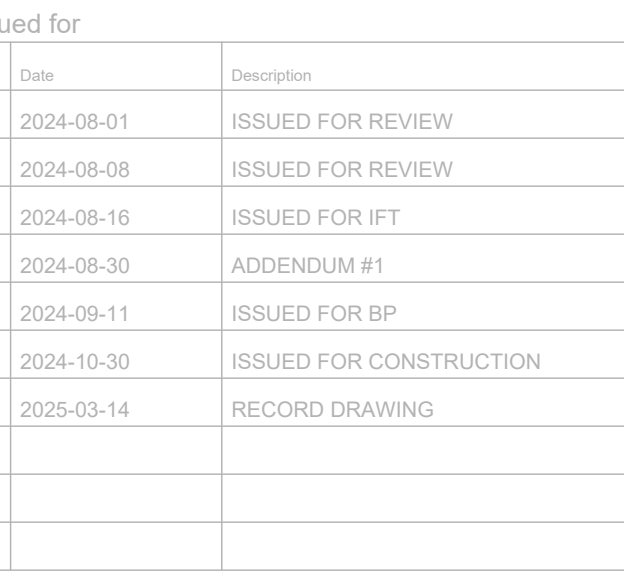 ued for
Date Description
2024-08-01 ISSUED FOR REVIEW
2024-08-08 ISSUED FOR REVIEW
2024-08-16 ISSUED FOR IFT
2024-08-30 ADDENDUM #1
2024-09-11 ISSUED FOR BP
2024-10-30 ISSUED FOR CONSTRUCTION
2025-03-14 RECORD DRAWING